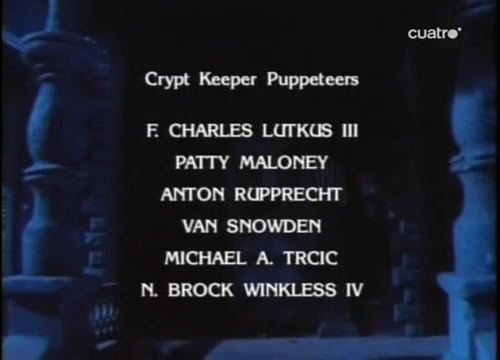 cuatro
Crypt Keeper Puppeteers
F. CHARLES LUTKUS III
PATTY MALONEY
ANTON RUPPRECHT
VAN SNOWDEN
MICHAEL A. TRCIC
N. BROCK WINKLESS IV